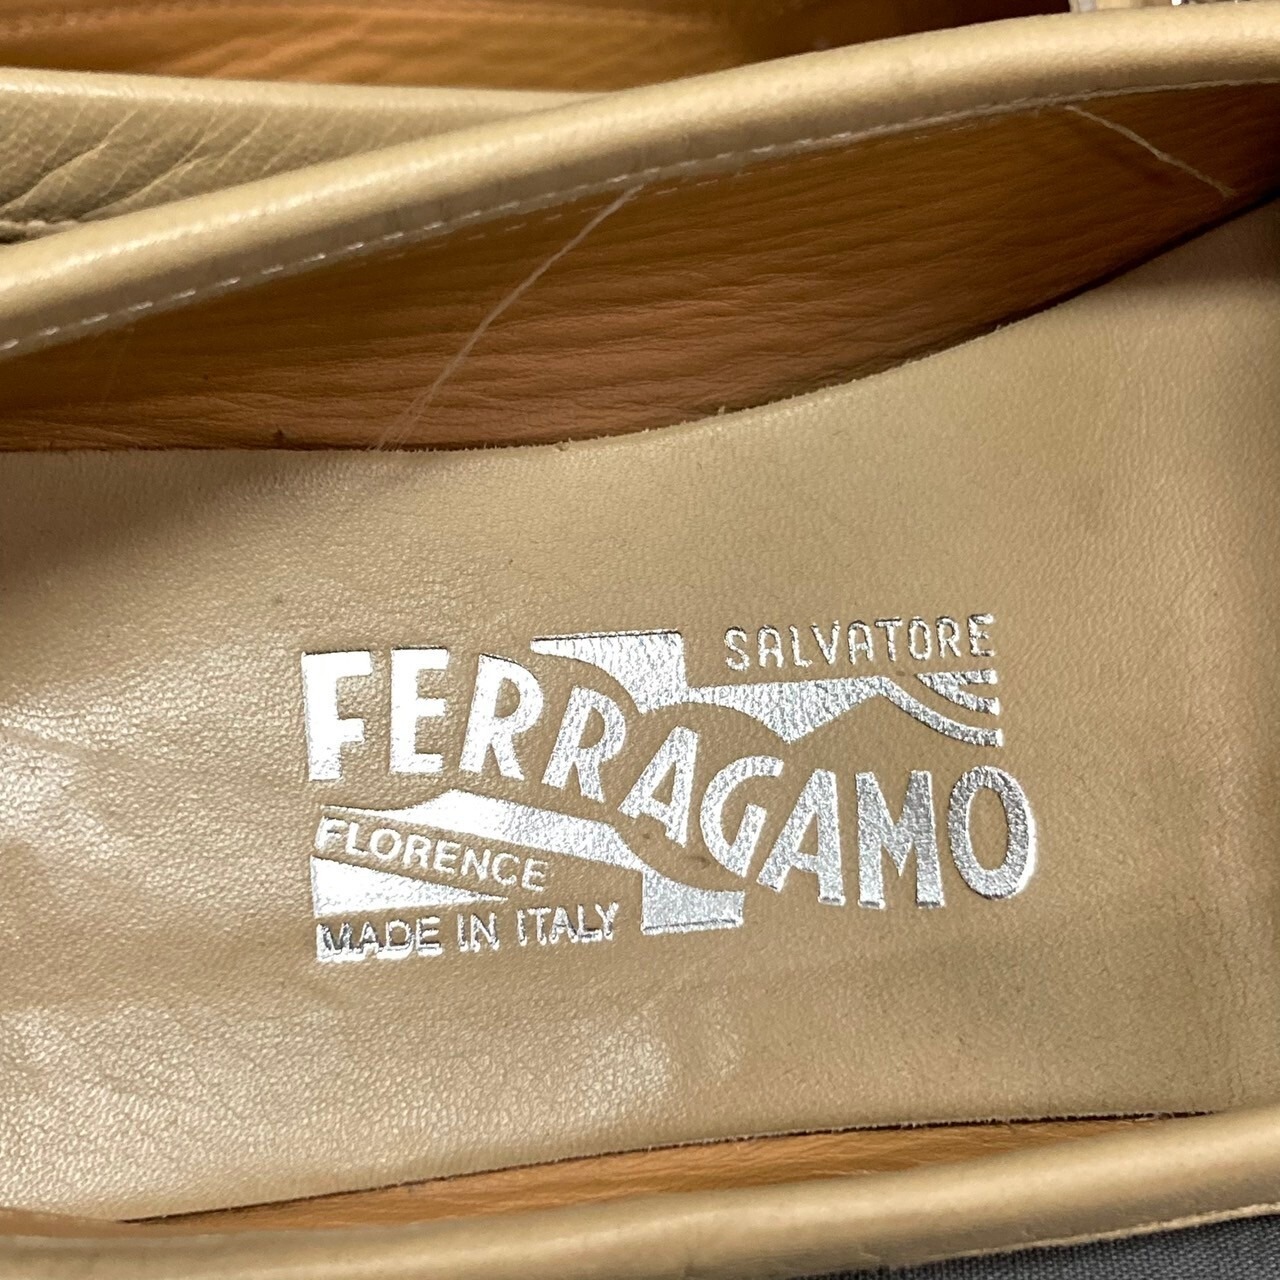 SALVATORE
FERRAGAMO
FLORENCE
MADE IN ITALY